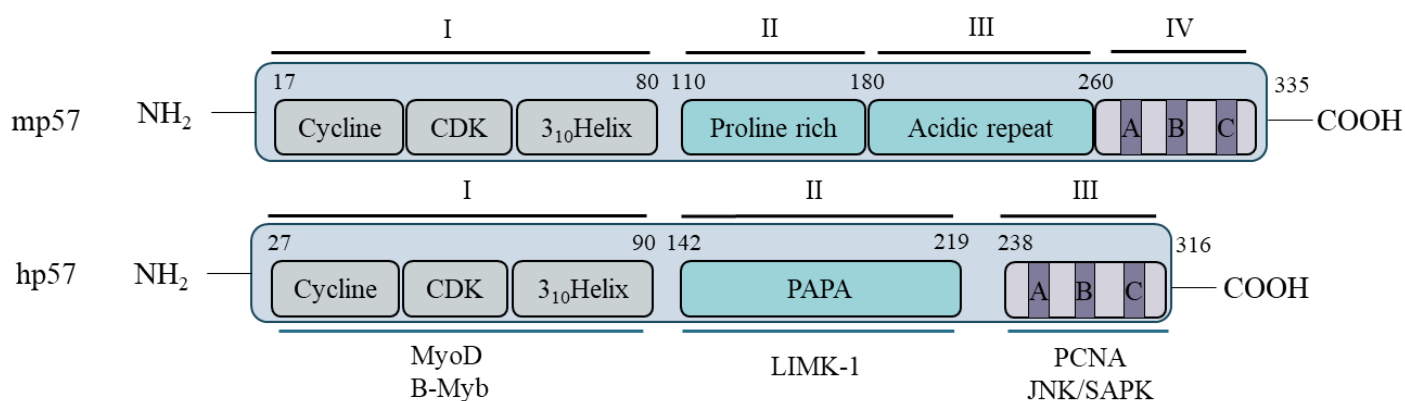 I II III IV
17 80 110 180 260 335
mp57 NH₂ Cycline CDK 3₁₀Helix Proline rich Acidic repeat A B C COOH
I II III
27 90 142 219 238 316
hp57 NH₂ Cycline CDK 3₁₀Helix PAPA A B C COOH
MyoD LIMK-1 PCNA
B-Myb JNK/SAPK